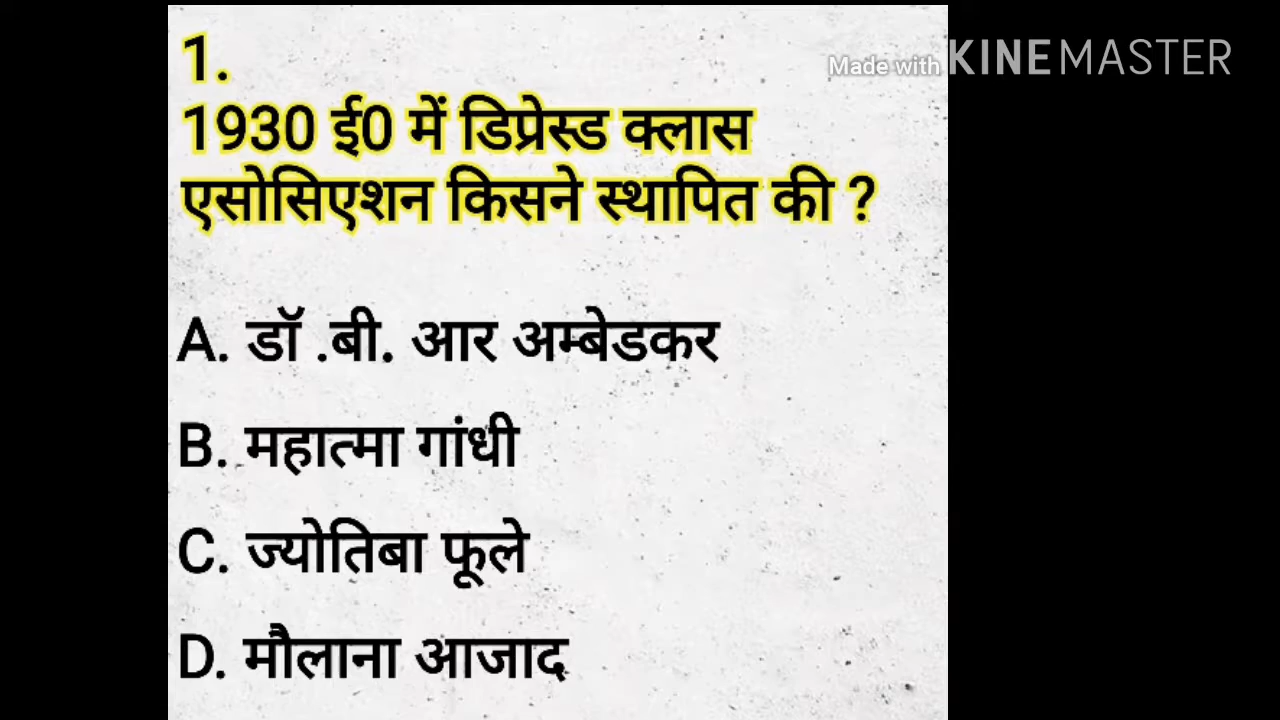 Made with KINEMASTER
1.
1930 ई0 में डिप्रेस्ड क्लास
एसोसिएशन किसने स्थापित की ?
A. डॉ .बी. आर अम्बेडकर
B. महात्मा गांधी
C. ज्योतिबा फूले
D. मौलाना आजाद